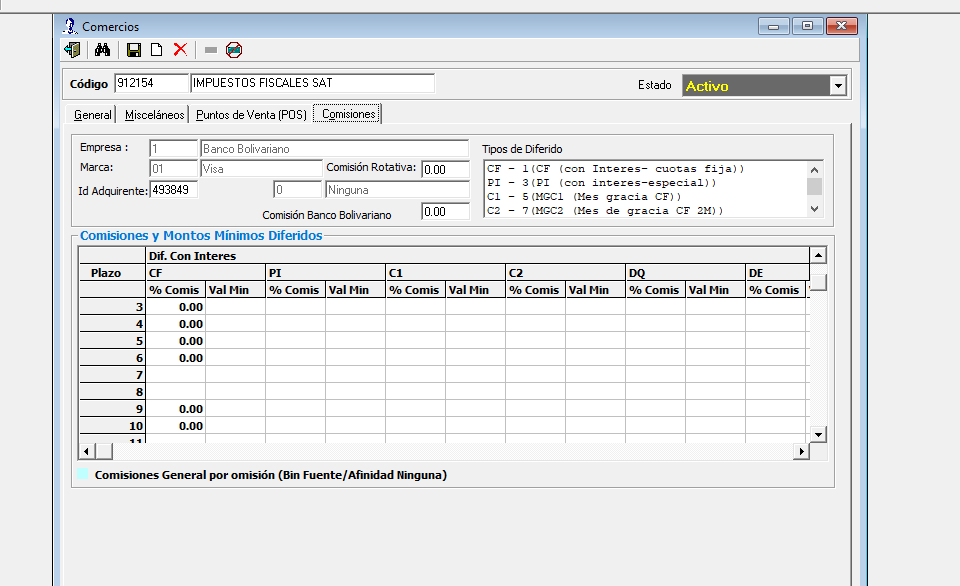 Comercios
Código 912154 IMPUESTOS FISCALES SAT Estado Activo
General Misceláneos Puntos de Venta (POS) Comisiones
Empresa : 1 Banco Bolivariano Tipos de Diferido
Marca: 01 Visa Comisión Rotativa: 0.00
Id Adquirente: 493849 0 Ninguna
Comisión Banco Bolivariano 0.00
CF - 1(CF (con Interes- cuotas fija))
PI - 3(PI (con interes-especial))
C1 - 5(MGC1 (Mes gracia CF))
C2 - 7(MGC2 (Mes de gracia CF 2M))
Comisiones y Montos Mínimos Diferidos
Dif. Con Interes
Plazo CF PI C1 C2 DQ DE
% Comis Val Min % Comis Val Min % Comis Val Min % Comis Val Min % Comis Val Min % Comis
3 0.00
4 0.00
5 0.00
6 0.00
7
8
9 0.00
10 0.00
11
Comisiones General por omisión (Bin Fuente/Afinidad Ninguna)